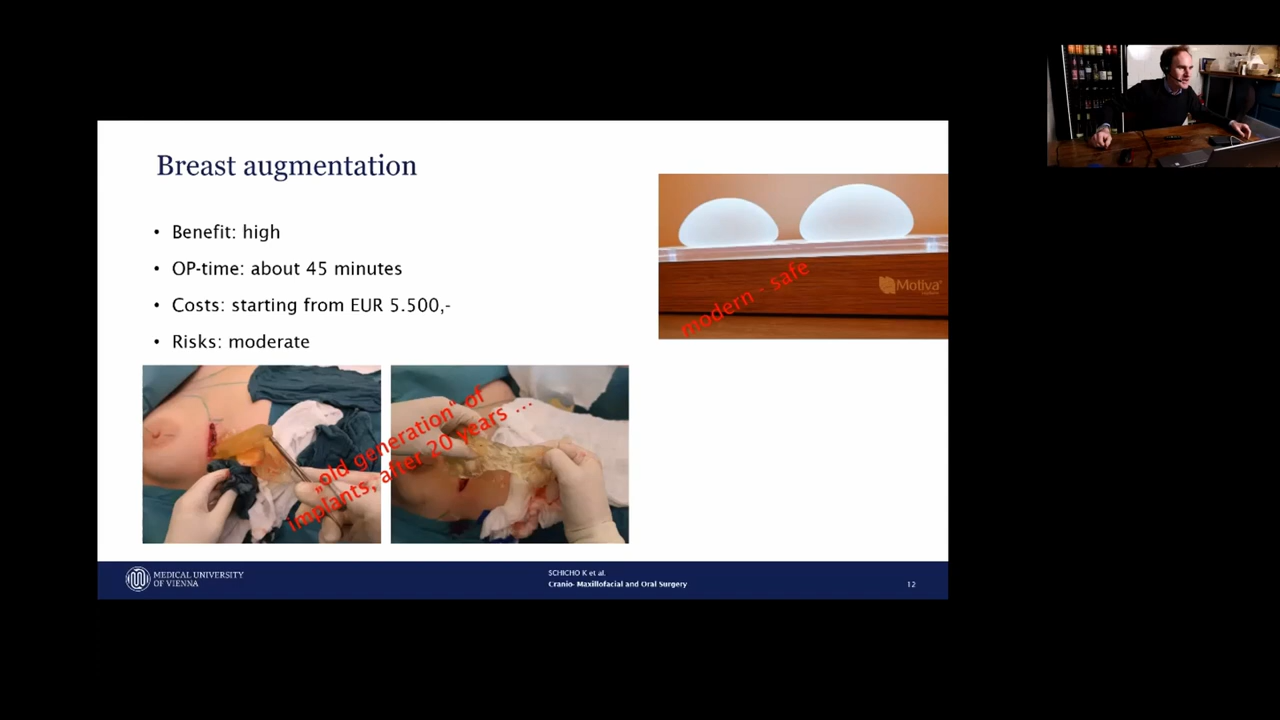 Breast augmentation
• Benefit: high
• OP-time: about 45 minutes
• Costs: starting from EUR 5.500,-
• Risks: moderate
modern - safe
Motiva
„old generation“ of
implants, after 20 years ...
MEDICAL UNIVERSITY
OF VIENNA
SCHICHO K et al.
Cranio- Maxillofacial and Oral Surgery
12